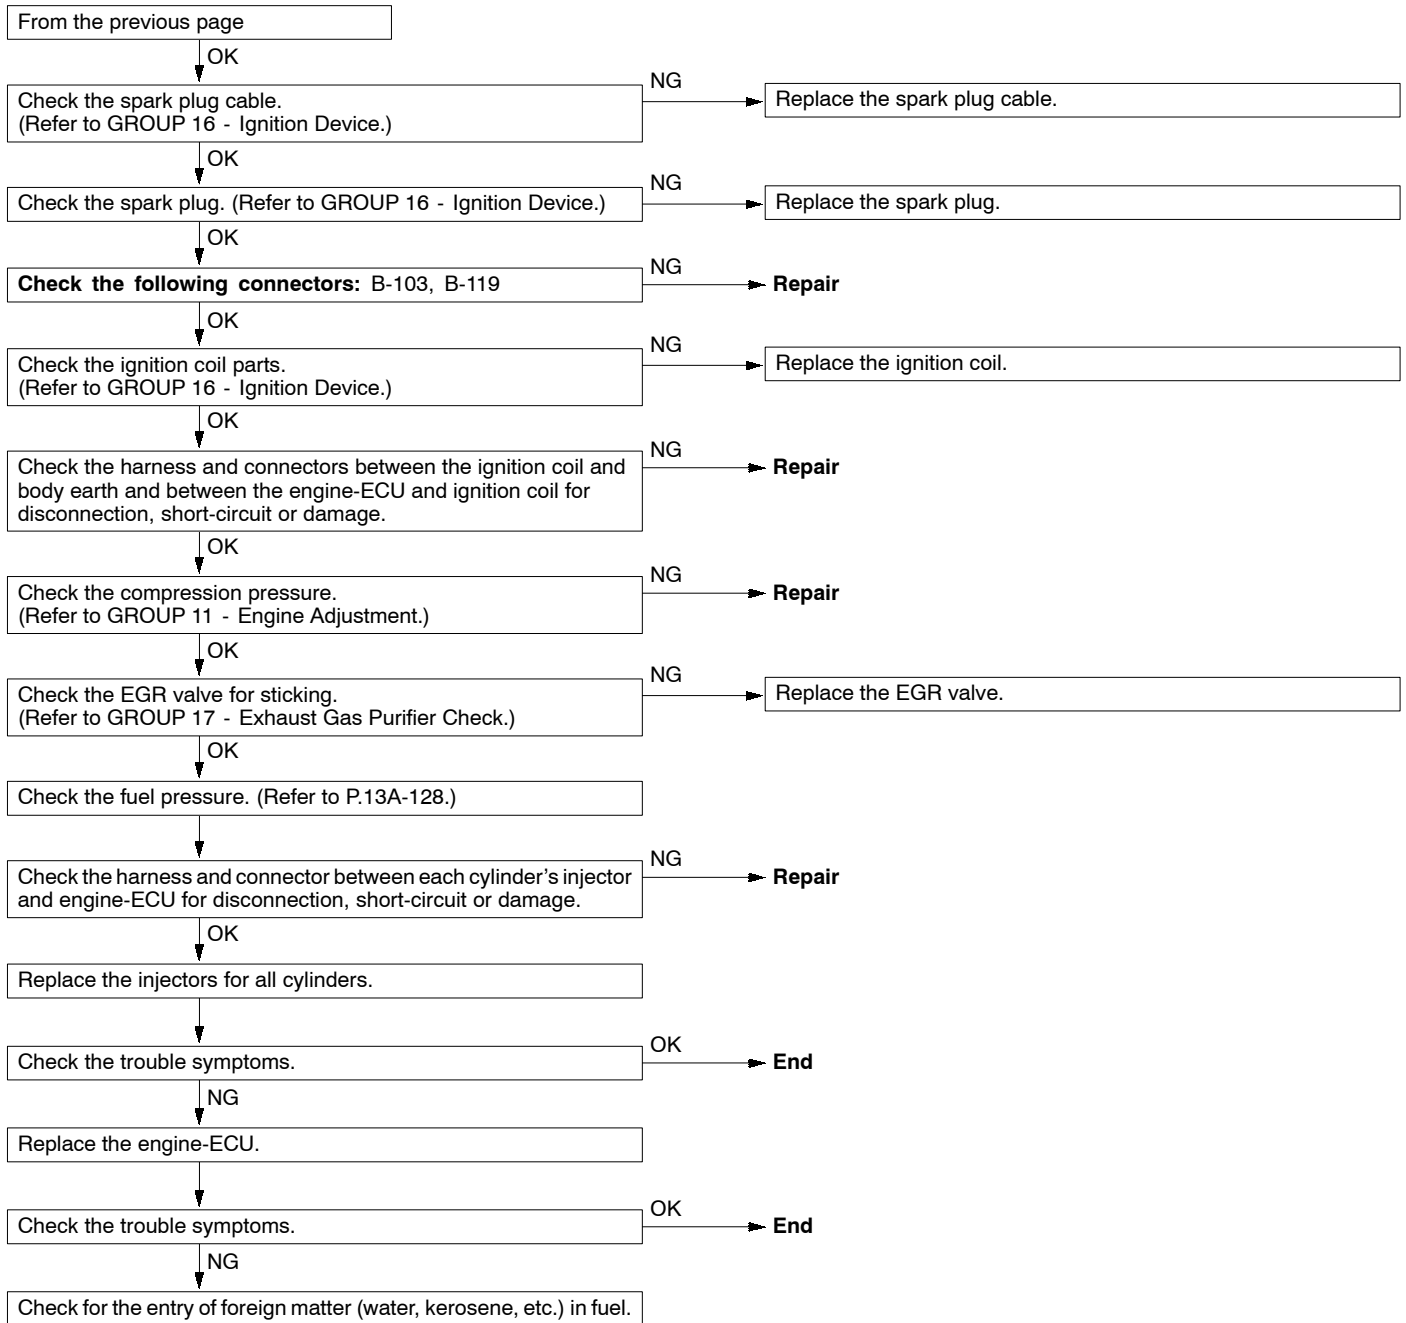 From the previous page
OK
Check the spark plug cable.
(Refer to GROUP 16 - Ignition Device.)
NG
Replace the spark plug cable.
OK
Check the spark plug. (Refer to GROUP 16 - Ignition Device.)
NG
Replace the spark plug.
OK
Check the following connectors: B-103, B-119
NG
Repair
OK
Check the ignition coil parts.
(Refer to GROUP 16 - Ignition Device.)
NG
Replace the ignition coil.
OK
Check the harness and connectors between the ignition coil and
body earth and between the engine-ECU and ignition coil for
disconnection, short-circuit or damage.
NG
Repair
OK
Check the compression pressure.
(Refer to GROUP 11 - Engine Adjustment.)
NG
Repair
OK
Check the EGR valve for sticking.
(Refer to GROUP 17 - Exhaust Gas Purifier Check.)
NG
Replace the EGR valve.
OK
Check the fuel pressure. (Refer to P.13A-128.)
Check the harness and connector between each cylinder's injector
and engine-ECU for disconnection, short-circuit or damage.
NG
Repair
OK
Replace the injectors for all cylinders.
Check the trouble symptoms.
OK
End
NG
Replace the engine-ECU.
Check the trouble symptoms.
OK
End
NG
Check for the entry of foreign matter (water, kerosene, etc.) in fuel.